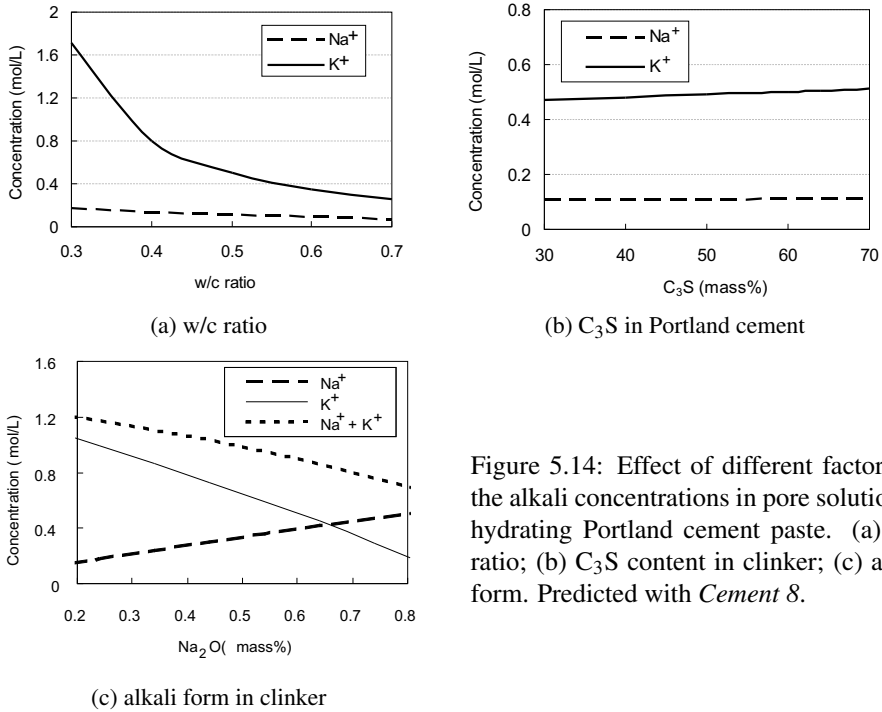 2
1.6
1.2
0.8
0.4
0
Concentration (mol/L)
Na+
K+
0.3 0.4 0.5 0.6 0.7
w/c ratio
(a) w/c ratio
0.8
0.6
0.4
0.2
0
Concentration (mol/L)
Na+
K+
30 40 50 60 70
C3S (mass%)
(b) C3S in Portland cement
1.6
1.2
0.8
0.4
0
Concentration ( mol/L)
Na+
K+
Na+ + K+
0.2 0.3 0.4 0.5 0.6 0.7 0.8
Na2O( mass%)
(c) alkali form in clinker
Figure 5.14: Effect of different factor
the alkali concentrations in pore solutio
hydrating Portland cement paste. (a)
ratio; (b) C3S content in clinker; (c) a
form. Predicted with Cement 8.